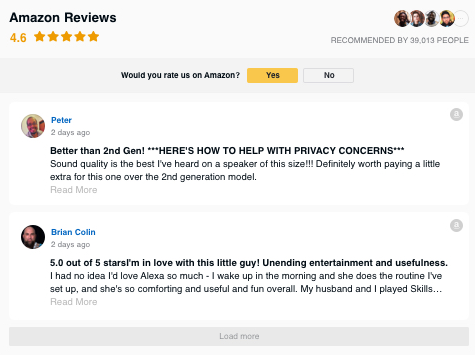 Amazon Reviews
4.6
RECOMMENDED BY 39,013 PEOPLE
Would you rate us on Amazon?
Yes
No
Peter
2 days ago
Better than 2nd Gen! ***HERE'S HOW TO HELP WITH PRIVACY CONCERNS***
Sound quality is the best I've heard on a speaker of this size!!! Definitely worth paying a little
extra for this one over the 2nd generation model.
Read More
Brian Colin
2 days ago
5.0 out of 5 starsI'm in love with this little guy! Unending entertainment and usefulness.
I had no idea I'd love Alexa so much - I wake up in the morning and she does the routine I've
set up, and she's so comforting and useful and fun overall. My husband and I played Skills…
Read More
Load more